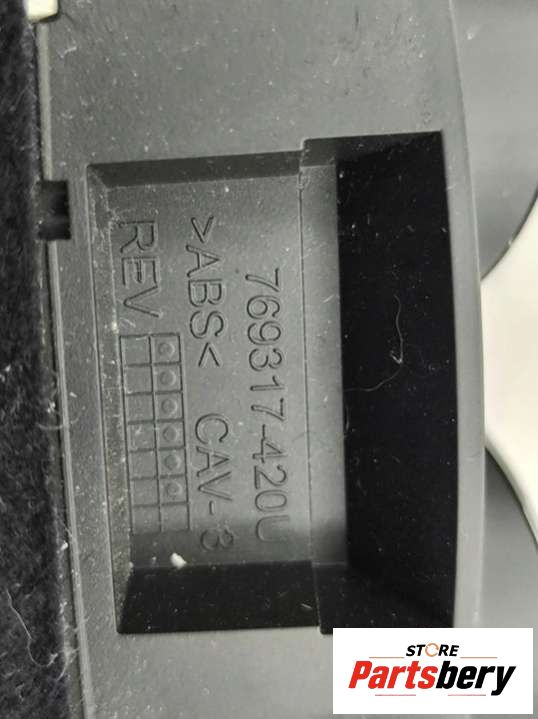 769317-420U
>ABS< CAV-3
REV
STORE
Partsbery